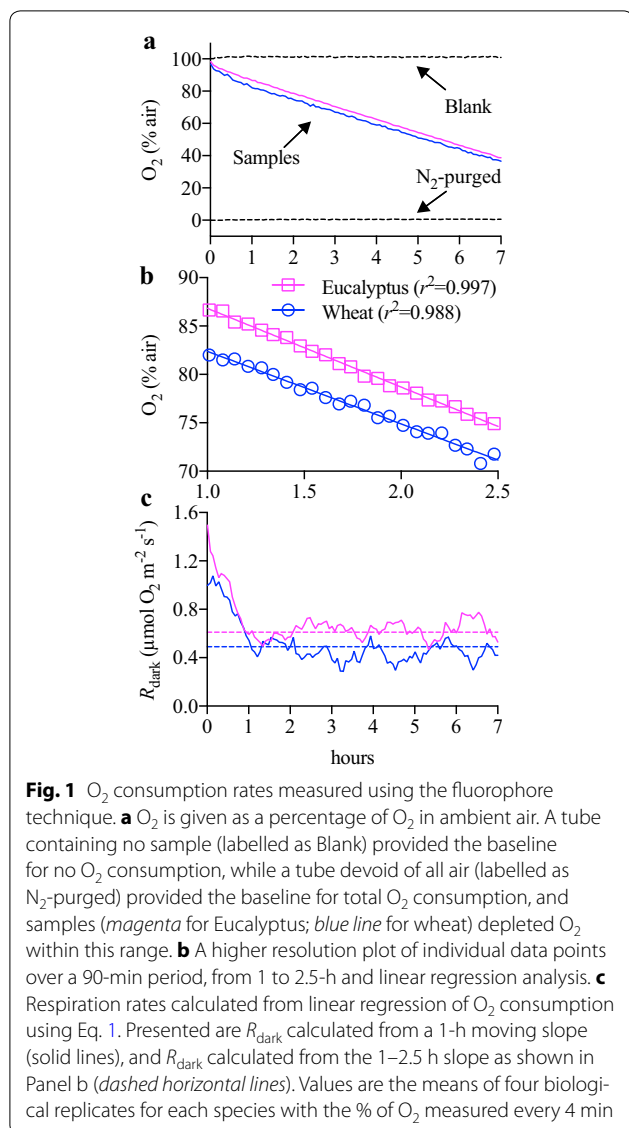 a
100
80
60
40
20
0
O₂ (% air)
Blank
Samples
N₂-purged
0 1 2 3 4 5 6 7
b
90
85
80
75
70
O₂ (% air)
Eucalyptus (r²=0.997)
Wheat (r²=0.988)
1.0 1.5 2.0 2.5
c
1.6
1.2
0.8
0.4
0.0
R_dark (µmol O₂ m⁻² s⁻¹)
0 1 2 3 4 5 6 7
hours
Fig. 1 O₂ consumption rates measured using the fluorophore
technique. a O₂ is given as a percentage of O₂ in ambient air. A tube
containing no sample (labelled as Blank) provided the baseline
for no O₂ consumption, while a tube devoid of all air (labelled as
N₂-purged) provided the baseline for total O₂ consumption, and
samples (magenta for Eucalyptus; blue line for wheat) depleted O₂
within this range. b A higher resolution plot of individual data points
over a 90-min period, from 1 to 2.5-h and linear regression analysis. c
Respiration rates calculated from linear regression of O₂ consumption
using Eq. 1. Presented are R_dark calculated from a 1-h moving slope
(solid lines), and R_dark calculated from the 1–2.5 h slope as shown in
Panel b (dashed horizontal lines). Values are the means of four biologi-
cal replicates for each species with the % of O₂ measured every 4 min